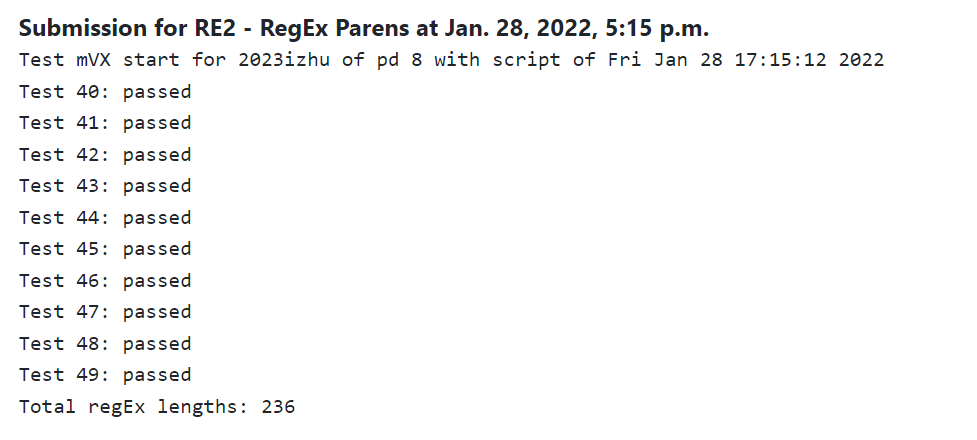 Submission for RE2 - RegEx Parens at Jan. 28, 2022, 5:15 p.m.
Test mVX start for 2023izhu of pd 8 with script of Fri Jan 28 17:15:12 2022
Test 40: passed
Test 41: passed
Test 42: passed
Test 43: passed
Test 44: passed
Test 45: passed
Test 46: passed
Test 47: passed
Test 48: passed
Test 49: passed
Total regEx lengths: 236